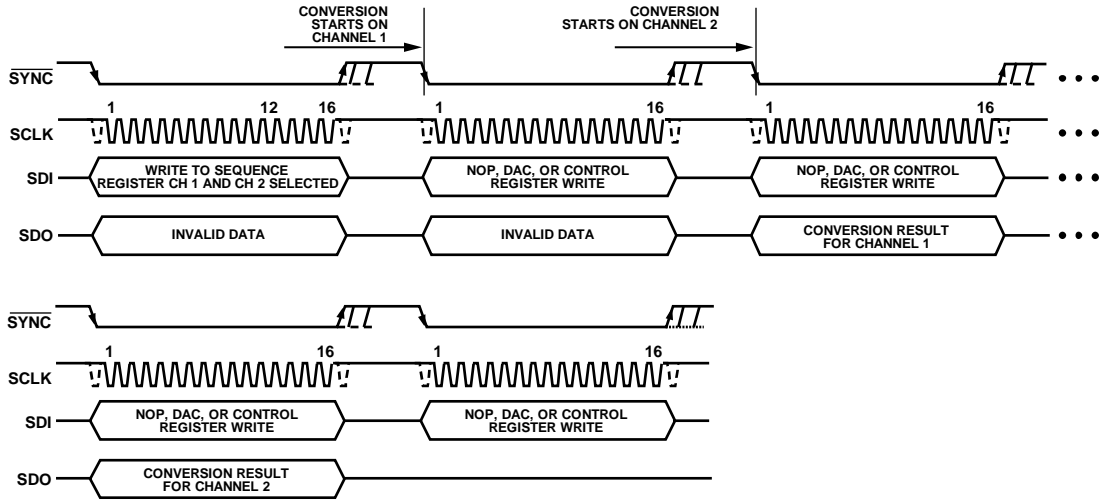 CONVERSION
STARTS ON
CHANNEL 1
CONVERSION
STARTS ON CHANNEL 2
SYNC
1 12 16 1 16 1 16
SCLK
SDI
WRITE TO SEQUENCE
REGISTER CH 1 AND CH 2 SELECTED
NOP, DAC, OR CONTROL
REGISTER WRITE
NOP, DAC, OR CONTROL
REGISTER WRITE
SDO
INVALID DATA
INVALID DATA
CONVERSION RESULT
FOR CHANNEL 1
SYNC
1 16 1 16
SCLK
SDI
NOP, DAC, OR CONTROL
REGISTER WRITE
NOP, DAC, OR CONTROL
REGISTER WRITE
SDO
CONVERSION RESULT
FOR CHANNEL 2